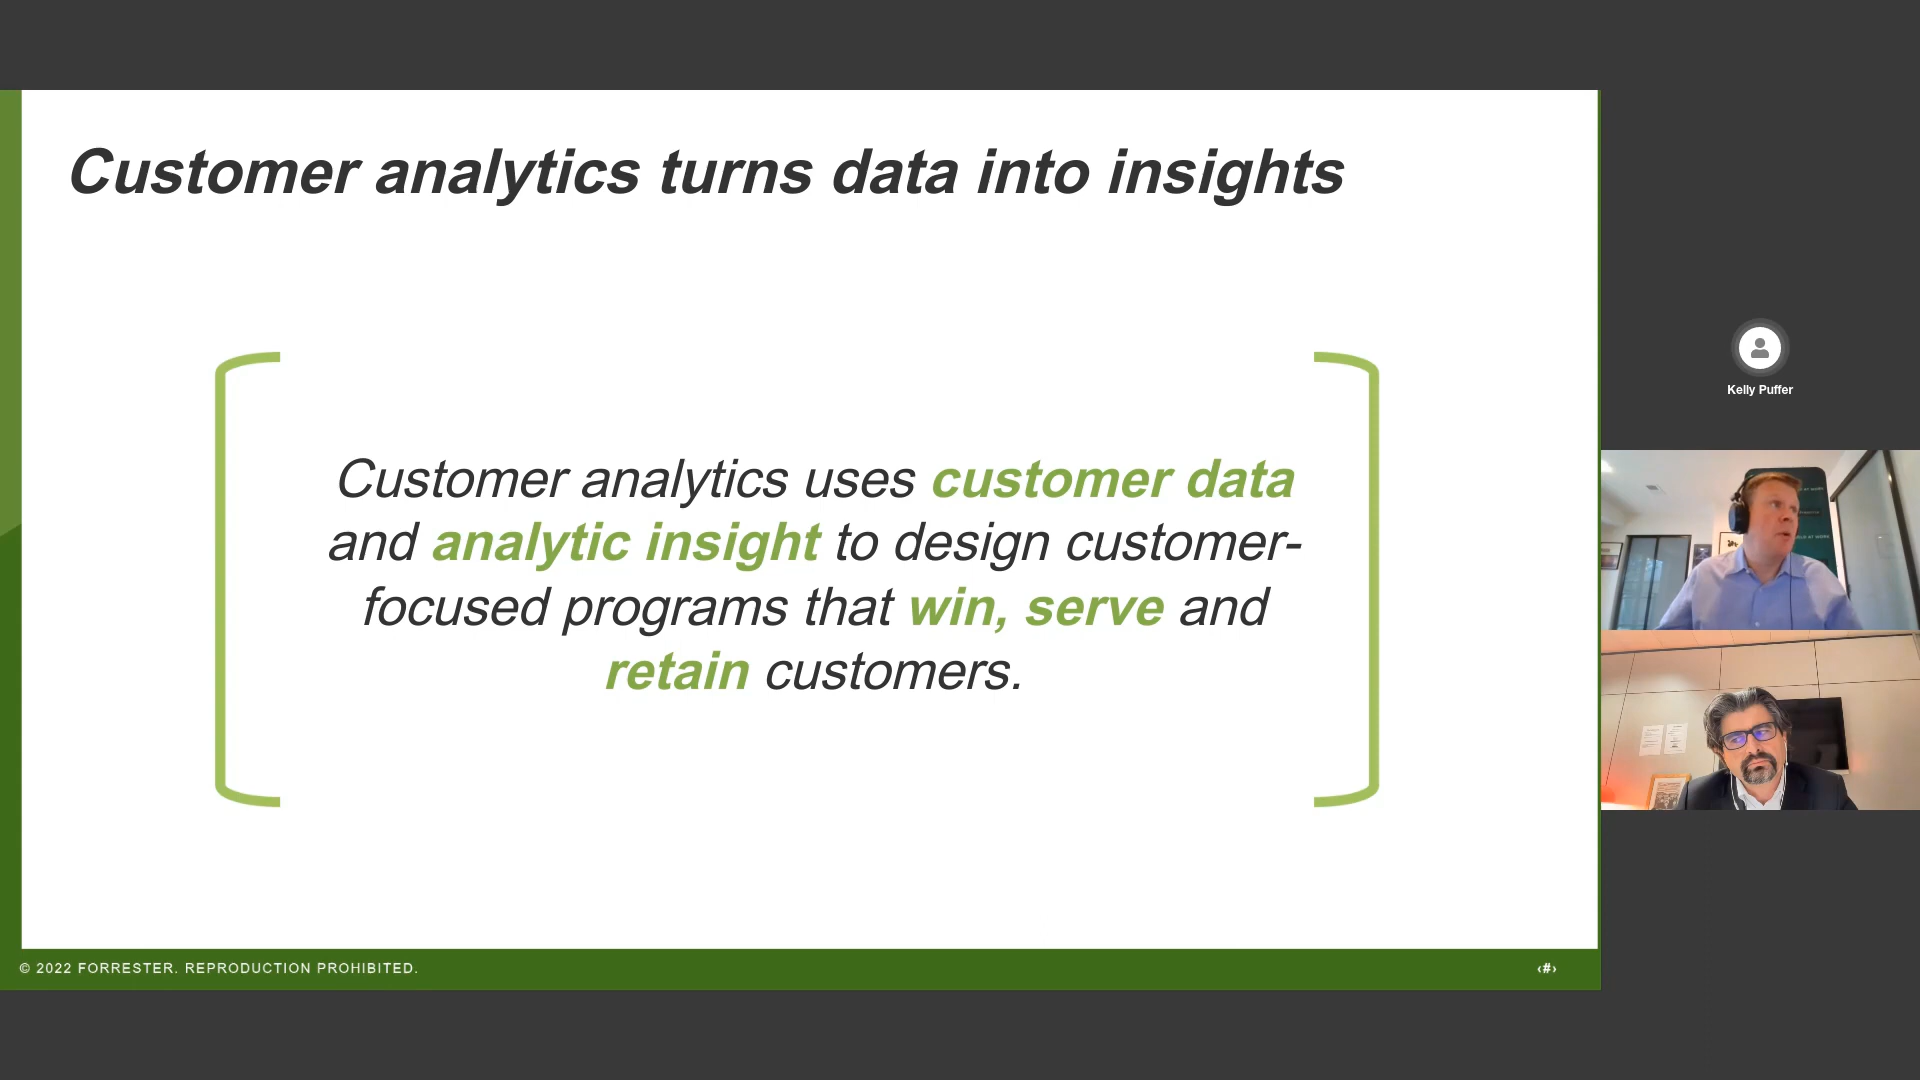 Customer analytics turns data into insights
Customer analytics uses customer data
and analytic insight to design customer-
focused programs that win, serve and
retain customers.
© 2022 FORRESTER. REPRODUCTION PROHIBITED.
‹#›
Kelly Puffer